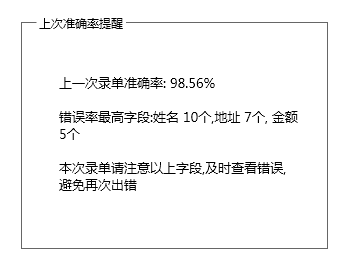 上次准确率提醒
上一次录单准确率: 98.56%
错误率最高字段:姓名 10个,地址 7个, 金额
5个
本次录单请注意以上字段,及时查看错误,
避免再次出错